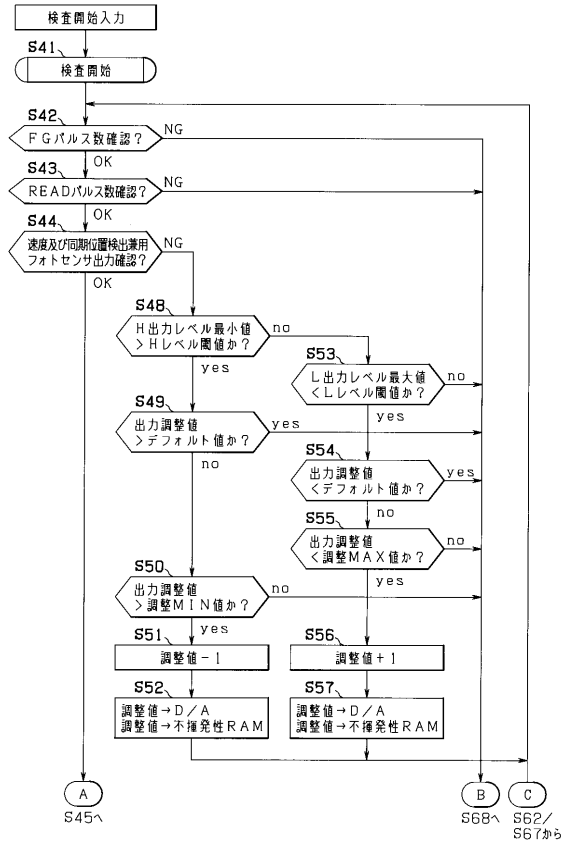 検査開始入力
S41
検査開始
S42
FGパルス数確認?
NG
OK
S43
READパルス数確認?
NG
OK
S44
速度及び同期位置検出兼用
フォトセンサ出力確認?
NG
OK
S48
H出力レベル最小値
>Hレベル閾値か?
no
yes
S53
L出力レベル最大値
<Lレベル閾値か?
no
yes
S49
出力調整値
>デフォルト値か?
yes
no
S54
出力調整値
<デフォルト値か?
yes
no
S55
出力調整値
<調整MAX値か?
no
yes
S50
出力調整値
>調整MIN値か?
no
yes
S51
調整値-1
S56
調整値+1
S52
調整値→D/A
調整値→不揮発性RAM
S57
調整値→D/A
調整値→不揮発性RAM
A
S45へ
B
S68へ
C
S62/
S67から